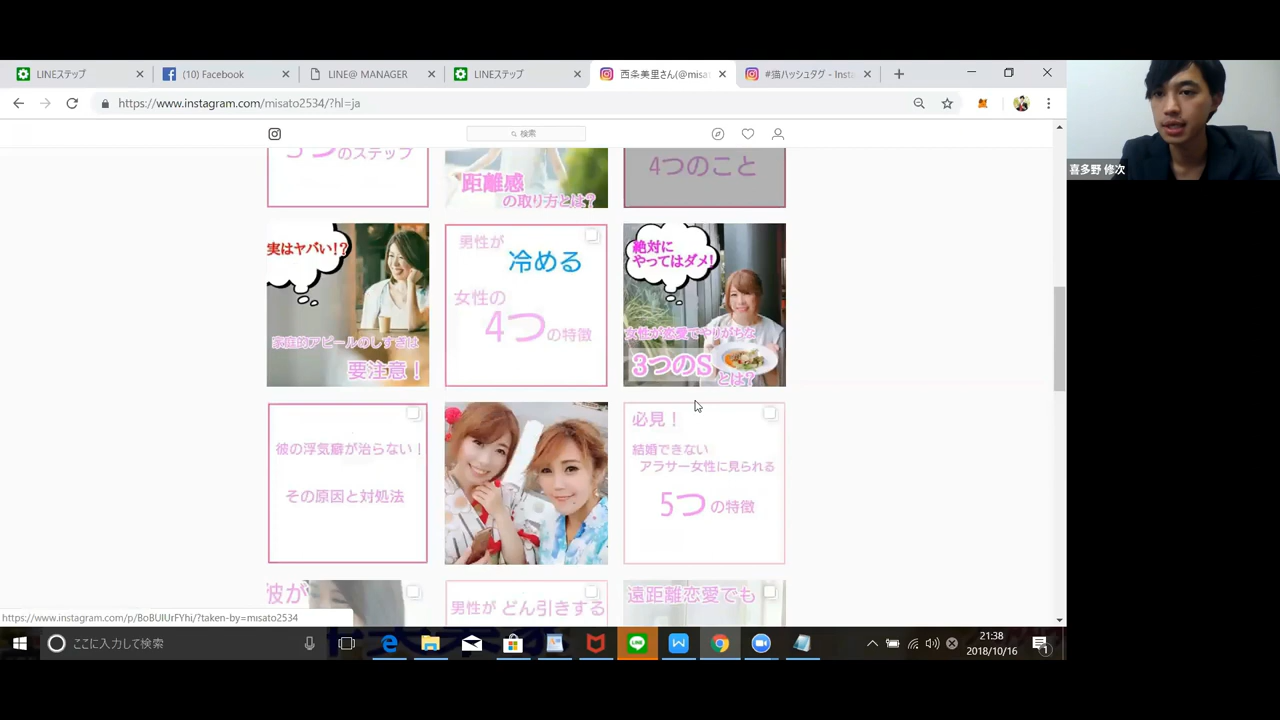 LINEステップ
(10) Facebook
LINE@ MANAGER
LINEステップ
西条美里さん(@misa
#猫ハッシュタグ - Insta
https://www.instagram.com/misato2534/?hl=ja
検索
喜多野 修次
のステップ
距離感
の取り方とは?
4つのこと
実はヤバい!?
家庭的アピールのしすぎは
要注意!
男性が
冷める
女性の
4つの特徴
絶対に
やってはダメ!
女性が恋愛でやりがちな
3つのS
とは?
彼の浮気癖が治らない!
その原因と対処法
必見!
結婚できない
アラサー女性に見られる
5つの特徴
彼が
男性が どん引きする
遠距離恋愛でも
https://www.instagram.com/p/BoBUIUrFYhi/?taken-by=misato2534
ここに入力して検索
21:38
2018/10/16